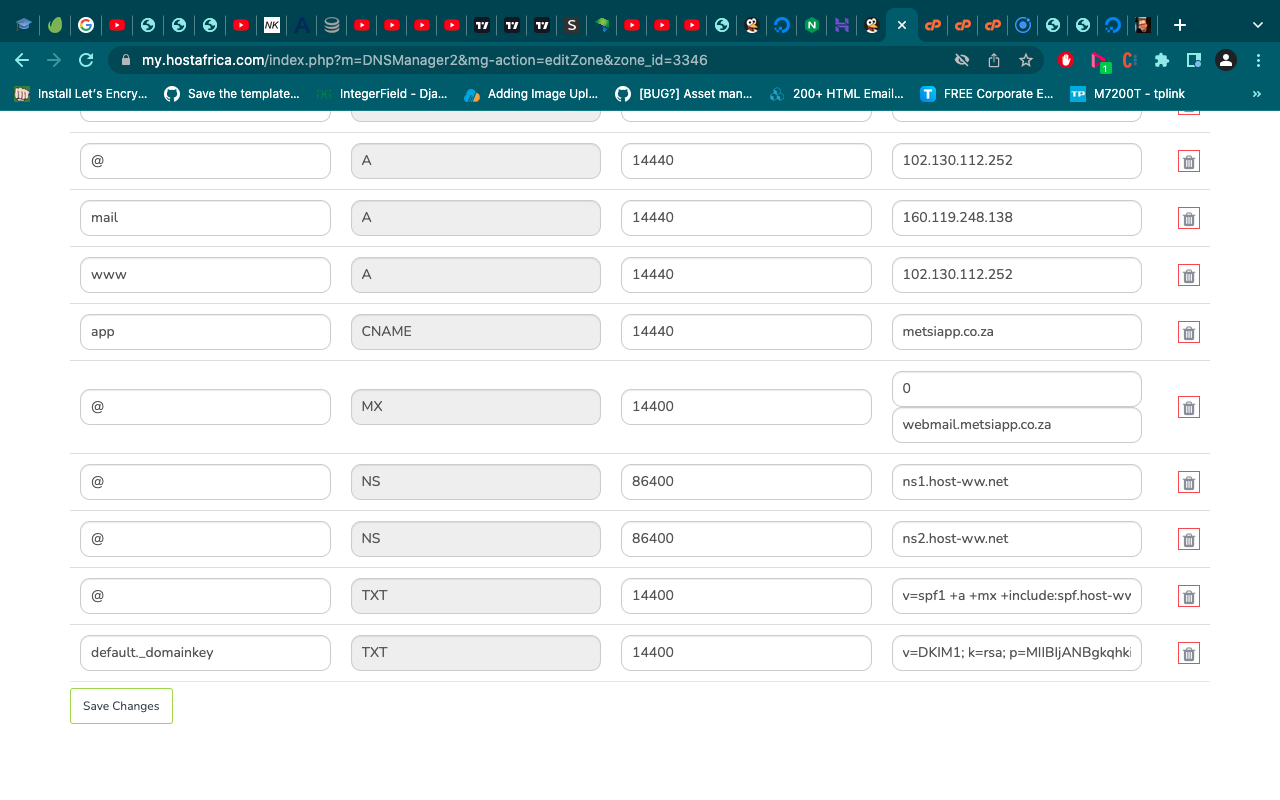 NK
S
my.hostafrica.com/index.php?m=DNSManager2&mg-action=editZone&zone_id=3346
1
Install Let's Encry...
Save the template...
IntegerField - Dja...
Adding Image Upl...
[BUG?] Asset man...
200+ HTML Email...
FREE Corporate E...
M7200T - tplink
@ A 14440 102.130.112.252
mail A 14440 160.119.248.138
www A 14440 102.130.112.252
app CNAME 14440 metsiapp.co.za
@ MX 14400 0
webmail.metsiapp.co.za
@ NS 86400 ns1.host-ww.net
@ NS 86400 ns2.host-ww.net
@ TXT 14400 v=spf1 +a +mx +include:spf.host-ww
default._domainkey TXT 14400 v=DKIM1; k=rsa; p=MIIBIjANBgkqhki
Save Changes